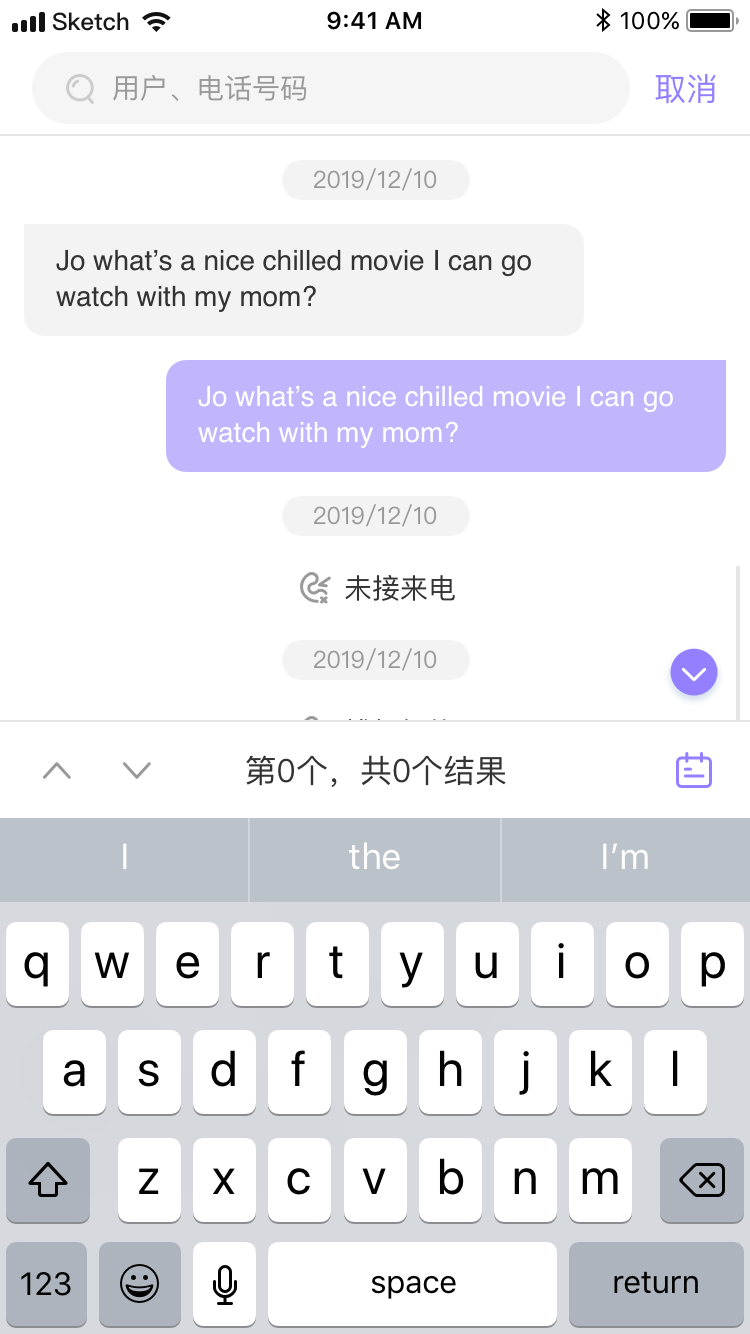 Sketch 9:41 AM 100%
用户、电话号码 取消
2019/12/10
Jo what’s a nice chilled movie I can go
watch with my mom?
Jo what’s a nice chilled movie I can go
watch with my mom?
2019/12/10
未接来电
2019/12/10
第0个，共0个结果
I the I’m
q w e r t y u i o p
a s d f g h j k l
z x c v b n m
123 space return